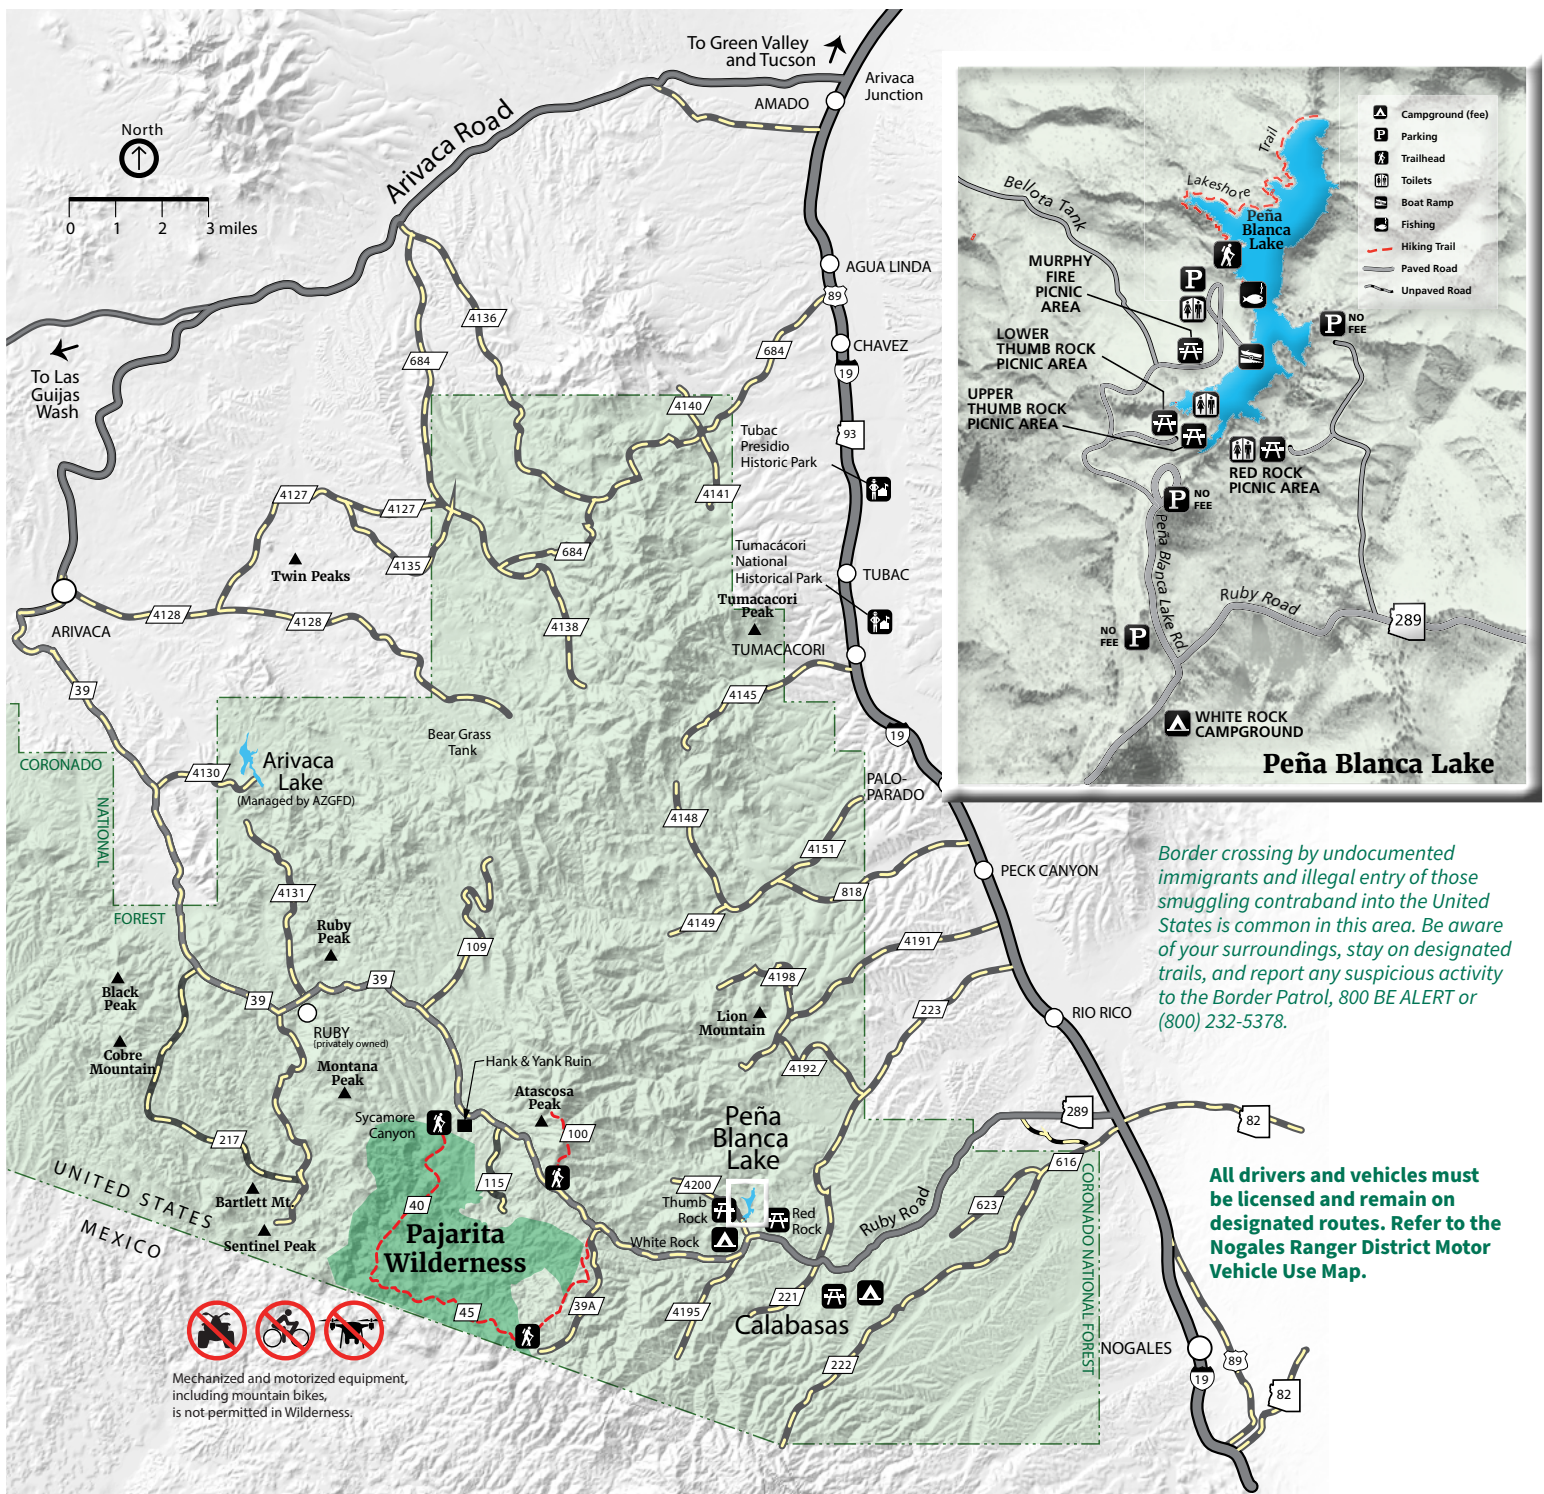 To Green Valley
and Tucson
Arivaca
Junction
AMADO
North
Arivaca Road
0 1 2 3 miles
AGUA LINDA
89
4136
CHAVEZ
684
684
19
To Las
Guijas
Wash
4140
93
Tubac
Presidio
Historic Park
4127
4127
4141
4135
684
Tumacácori
National
Historical Park
Twin Peaks
TUBAC
Tumacacori
Peak
4128
4128
4138
ARIVACA
TUMACACORI
39
4145
19
Bear Grass
Tank
CORONADO
NATIONAL
FOREST
4130
Arivaca
Lake
(Managed by AZGFD)
PALO-
PARADO
4148
4151
PECK CANYON
4131
818
4149
Ruby
Peak
109
4191
39
4198
Black
Peak
39
223
RUBY
(privately owned)
Lion
Mountain
RIO RICO
Cobre
Mountain
Montana
Peak
Hank & Yank Ruin
4192
Atascosa
Peak
Sycamore
Canyon
Peña
Blanca
Lake
289
82
100
217
616
UNITED STATES
MEXICO
115
4200
Bartlett Mt.
40
Thumb
Rock
Red
Rock
Ruby Road
623
Pajarita
Wilderness
White Rock
Sentinel Peak
CORONADO NATIONAL FOREST
45
39A
4195
221
Calabasas
NOGALES
222
89
19
82
Mechanized and motorized equipment,
including mountain bikes,
is not permitted in Wilderness.
Campground (fee)
Parking
Trailhead
Toilets
Boat Ramp
Fishing
Hiking Trail
Paved Road
Unpaved Road
Lakeshore Trail
Bellota Tank
Peña
Blanca
Lake
MURPHY
FIRE
PICNIC
AREA
P
P
NO
FEE
LOWER
THUMB ROCK
PICNIC AREA
UPPER
THUMB ROCK
PICNIC AREA
RED ROCK
PICNIC AREA
P
NO
FEE
Peña Blanca Lake Rd.
Ruby Road
289
NO
FEE
P
WHITE ROCK
CAMPGROUND
Peña Blanca Lake
Border crossing by undocumented
immigrants and illegal entry of those
smuggling contraband into the United
States is common in this area. Be aware
of your surroundings, stay on designated
trails, and report any suspicious activity
to the Border Patrol, 800 BE ALERT or
(800) 232-5378.
All drivers and vehicles must
be licensed and remain on
designated routes. Refer to the
Nogales Ranger District Motor
Vehicle Use Map.